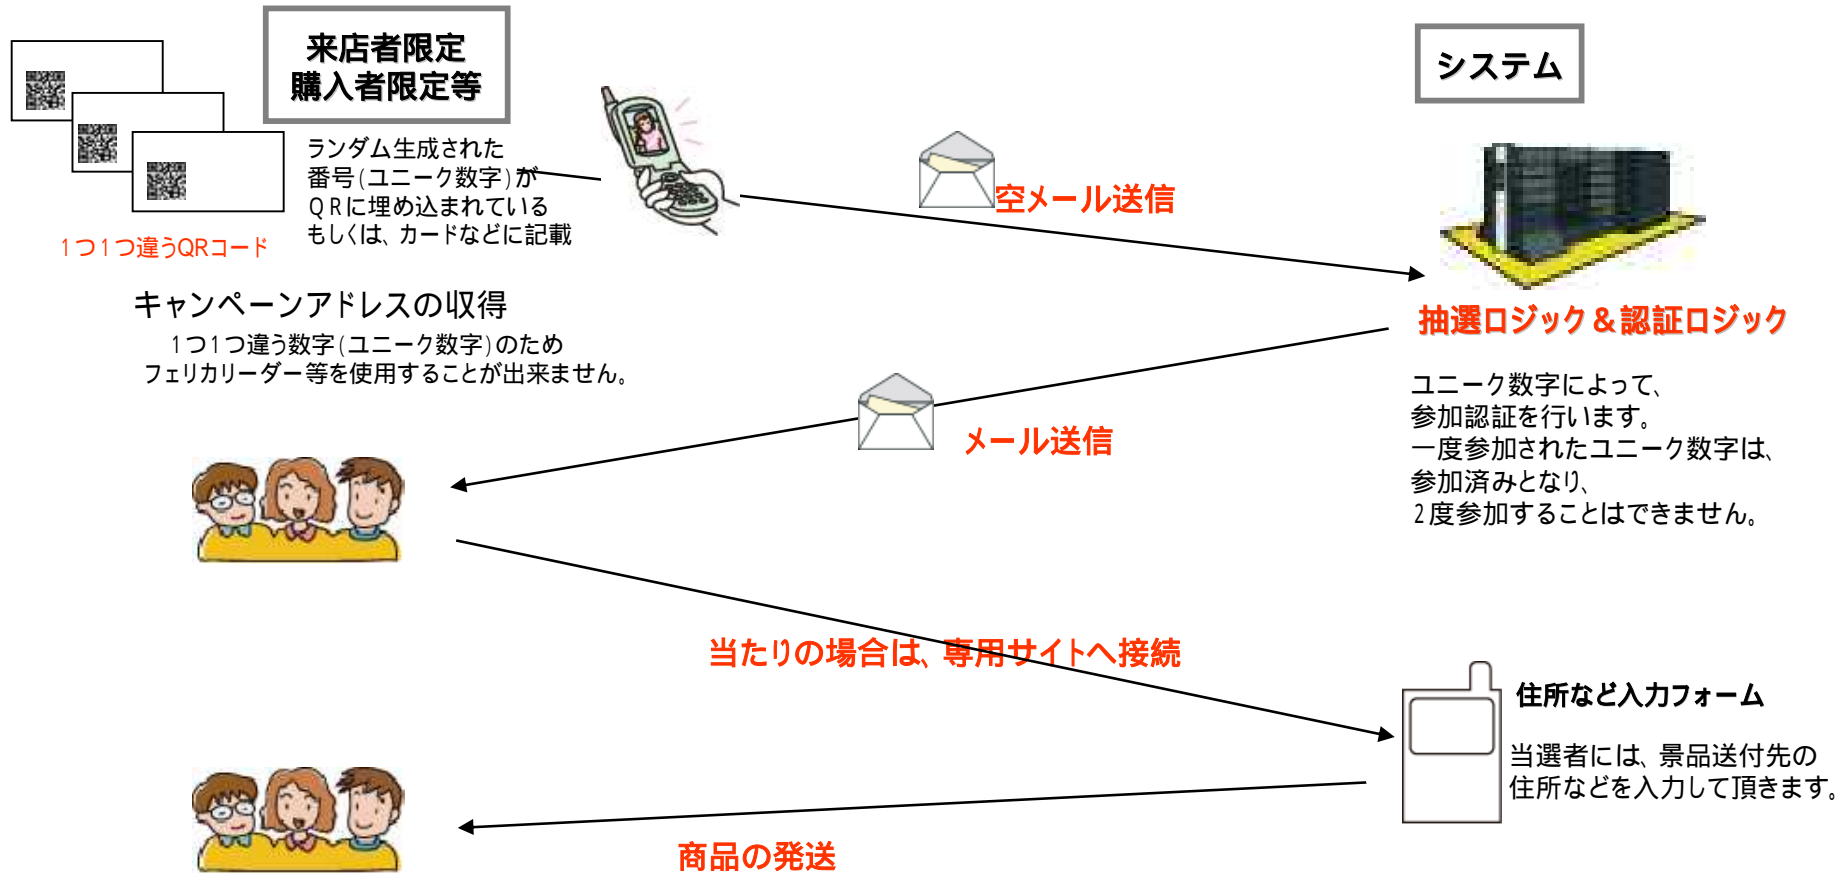 来店者限定
購入者限定等
システム
ランダム生成された
番号(ユニーク数字)が
QRに埋め込まれている
もしくは、カードなどに記載
1つ1つ違うQRコード
空メール送信
キャンペーンアドレスの収得
1つ1つ違う数字(ユニーク数字)のため
フェリカリーダー等を使用することが出来ません。
抽選ロジック＆認証ロジック
ユニーク数字によって、
参加認証を行います。
一度参加されたユニーク数字は、
参加済みとなり、
2度参加することはできません。
メール送信
当たりの場合は、専用サイトへ接続
住所など入力フォーム
当選者には、景品送付先の
住所などを入力して頂きます。
商品の発送